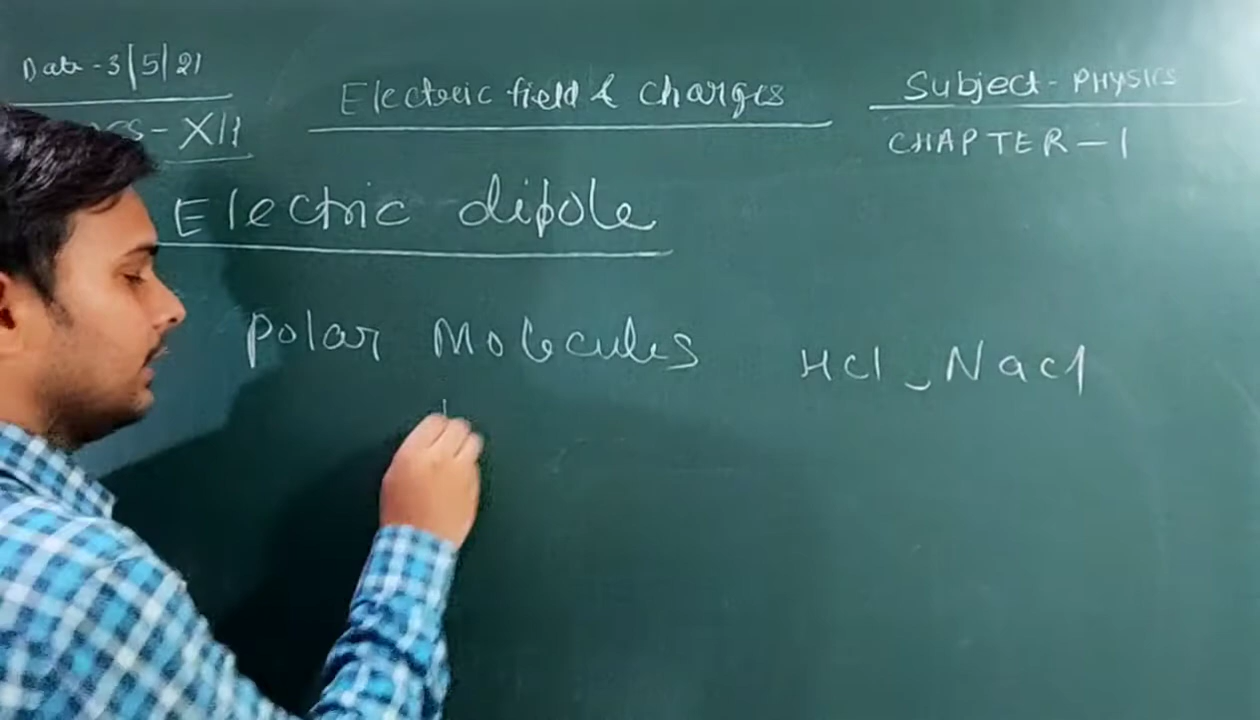 Date - 3|5|21
Electric field & charges
Subject - PHYSICS
- XII
CHAPTER - 1
Electric dipole
Polar Molecules
HCl, NaCl